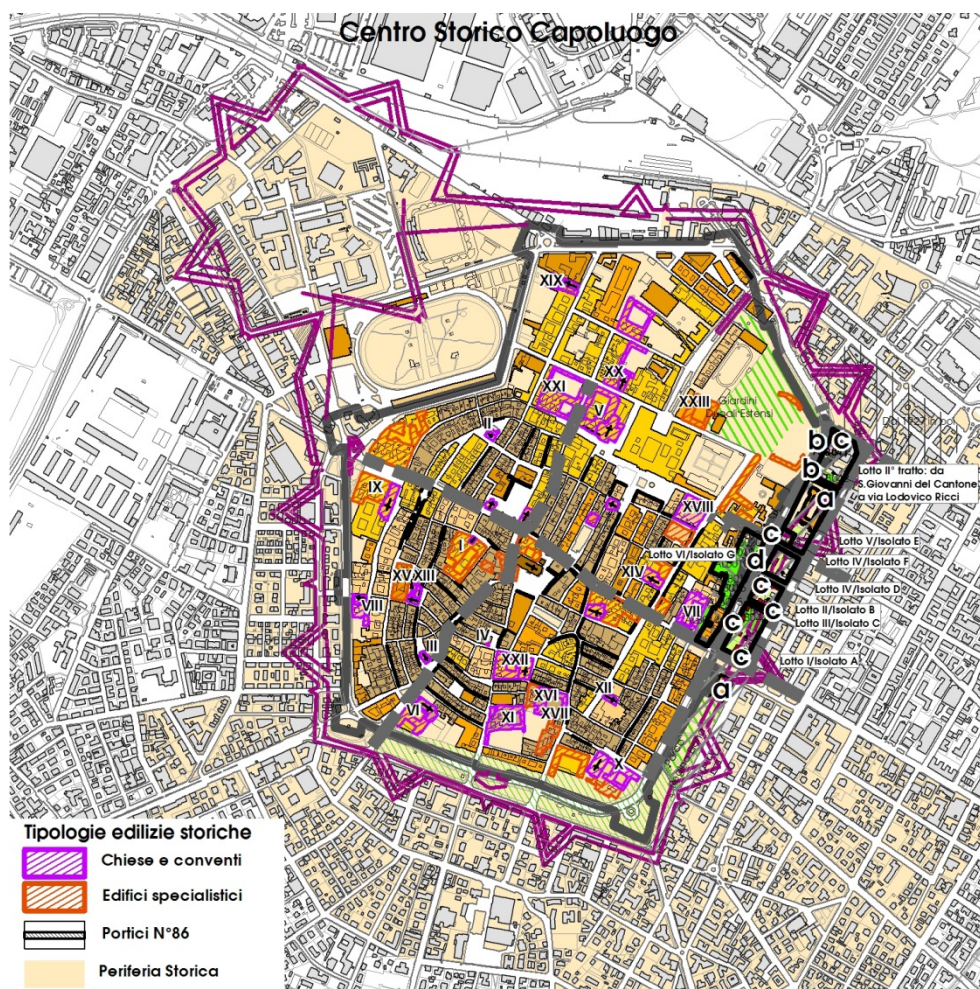 Centro Storico Capoluogo
XIX
XX
XXI
V
XXIII
Giardini
II
b
c
b
Lotto II° tratto: da
S.Giovanni del Cantone
a via Lodovico Ricci
a
IX
XVIII
c
Lotto V/Isolato E
I
Lotto VI/Isolato G
d
Lotto IV/Isolato F
XV
XIII
XIV
c
Lotto IV/Isolato D
VIII
VII
c
Lotto II/Isolato B
Lotto III/Isolato C
c
IV
III
XXII
c
Lotto I/Isolato A
a
XVI
XII
VI
XI
XVII
X
Tipologie edilizie storiche
Chiese e conventi
Edifici specialistici
Portici N°86
Periferia Storica